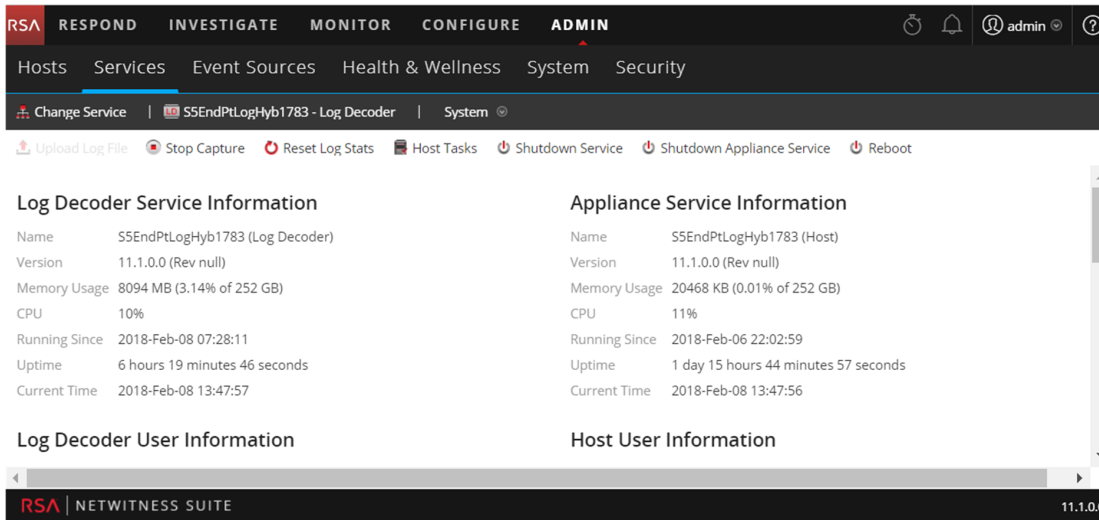 RSA RESPOND INVESTIGATE MONITOR CONFIGURE ADMIN admin ?
Hosts Services Event Sources Health & Wellness System Security
Change Service | LD S5EndPtLogHyb1783 - Log Decoder | System
Upload Log File Stop Capture Reset Log Stats Host Tasks Shutdown Service Shutdown Appliance Service Reboot
Log Decoder Service Information
Name S5EndPtLogHyb1783 (Log Decoder)
Version 11.1.0.0 (Rev null)
Memory Usage 8094 MB (3.14% of 252 GB)
CPU 10%
Running Since 2018-Feb-08 07:28:11
Uptime 6 hours 19 minutes 46 seconds
Current Time 2018-Feb-08 13:47:57
Log Decoder User Information
Appliance Service Information
Name S5EndPtLogHyb1783 (Host)
Version 11.1.0.0 (Rev null)
Memory Usage 20468 KB (0.01% of 252 GB)
CPU 11%
Running Since 2018-Feb-06 22:02:59
Uptime 1 day 15 hours 44 minutes 57 seconds
Current Time 2018-Feb-08 13:47:56
Host User Information
RSA | NETWITNESS SUITE 11.1.0.